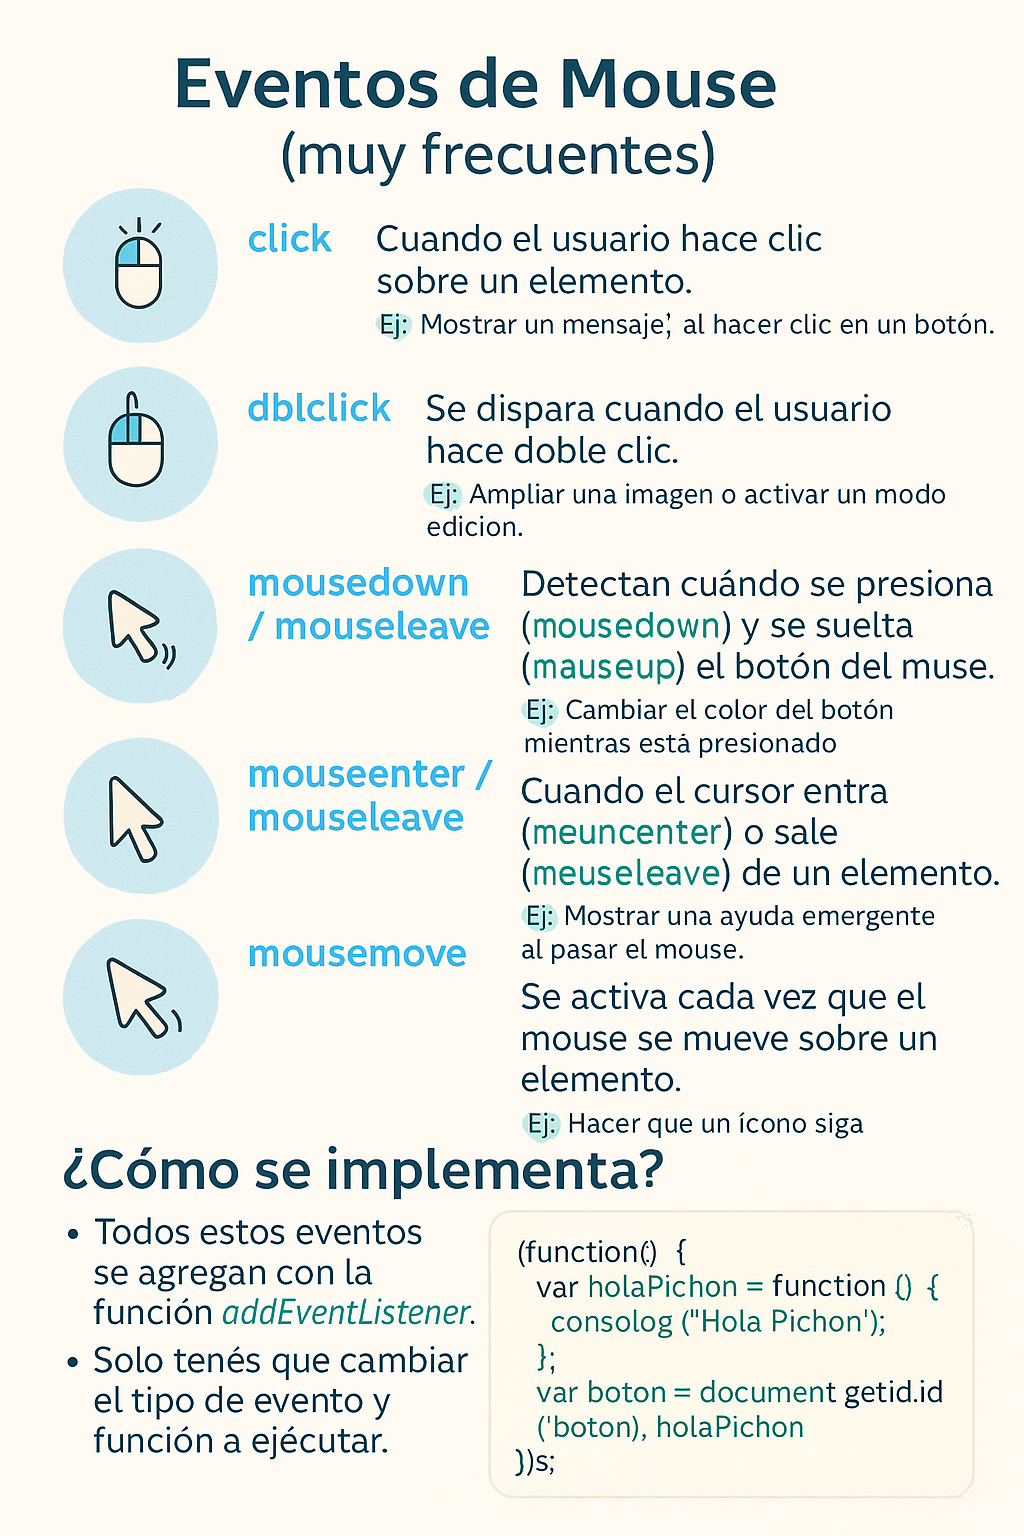 Eventos de Mouse
(muy frecuentes)
click
Cuando el usuario hace clic
sobre un elemento.
Ej: Mostrar un mensaje,' al hacer clic en un botón.
dblclick
Se dispara cuando el usuario
hace doble clic.
Ej: Ampliar una imagen o activar un modo
edicion.
mousedown
/ mouseleave
Detectan cuándo se presiona
(mousedown) y se suelta
(mauseup) el botón del muse.
Ej: Cambiar el color del botón
mientras está presionado
mouseenter /
mouseleave
Cuando el cursor entra
(meuncenter) o sale
(meuseleave) de un elemento.
Ej: Mostrar una ayuda emergente
al pasar el mouse.
mousemove
Se activa cada vez que el
mouse se mueve sobre un
elemento.
Ej: Hacer que un ícono siga
¿Cómo se implementa?
• Todos estos eventos
se agregan con la
función addEventListener.
• Solo tenés que cambiar
el tipo de evento y
función a ejécutar.
(function(:) {
var holaPichon = function () {
consolog ("Hola Pichon');
};
var boton = document getid.id
('boton), holaPichon
})s;